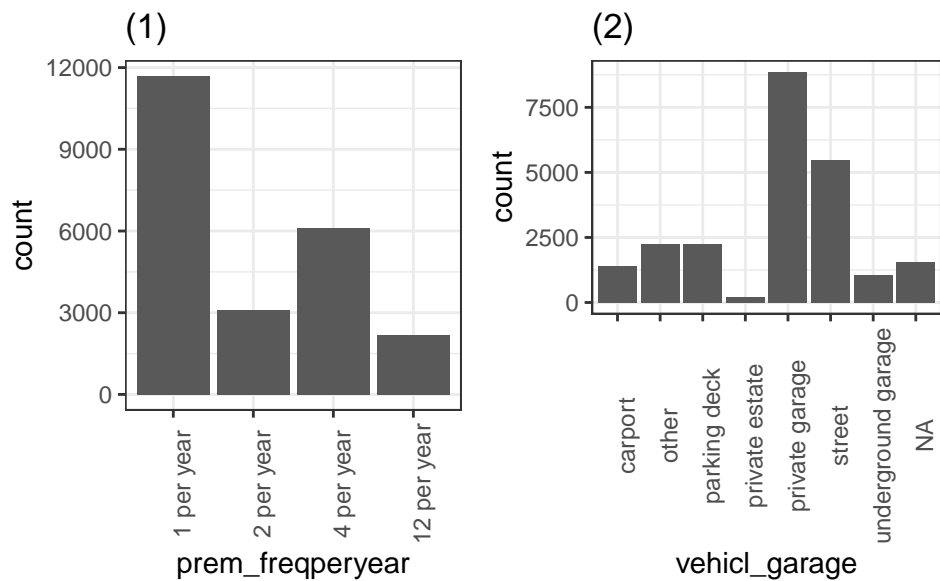 (1)
12000
9000
6000
3000
0
count
1 per year
2 per year
4 per year
12 per year
prem_freqperyear
(2)
7500
5000
2500
0
count
carport
other
parking deck
private estate
private garage
street
underground garage
NA
vehicl_garage